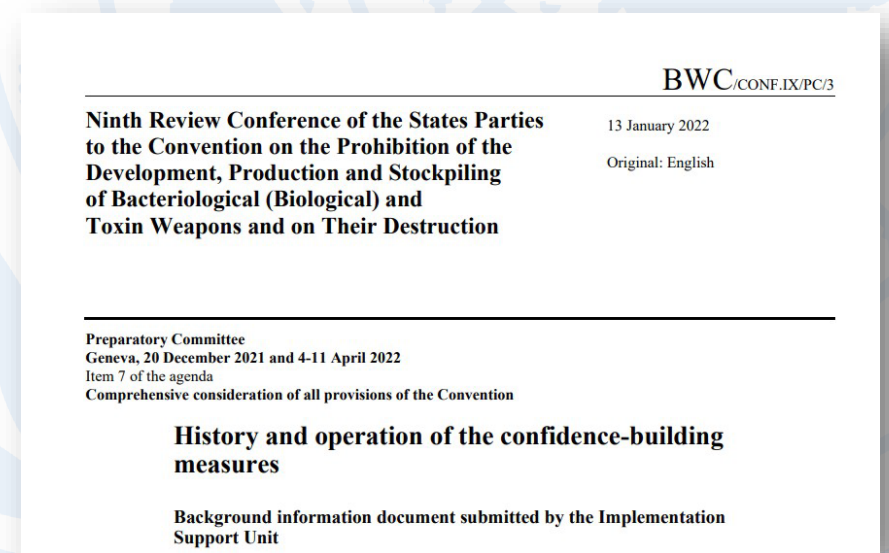 BWC/CONF.IX/PC/3
Ninth Review Conference of the States Parties
to the Convention on the Prohibition of the
Development, Production and Stockpiling
of Bacteriological (Biological) and
Toxin Weapons and on Their Destruction
13 January 2022
Original: English
Preparatory Committee
Geneva, 20 December 2021 and 4-11 April 2022
Item 7 of the agenda
Comprehensive consideration of all provisions of the Convention
History and operation of the confidence-building
measures
Background information document submitted by the Implementation
Support Unit